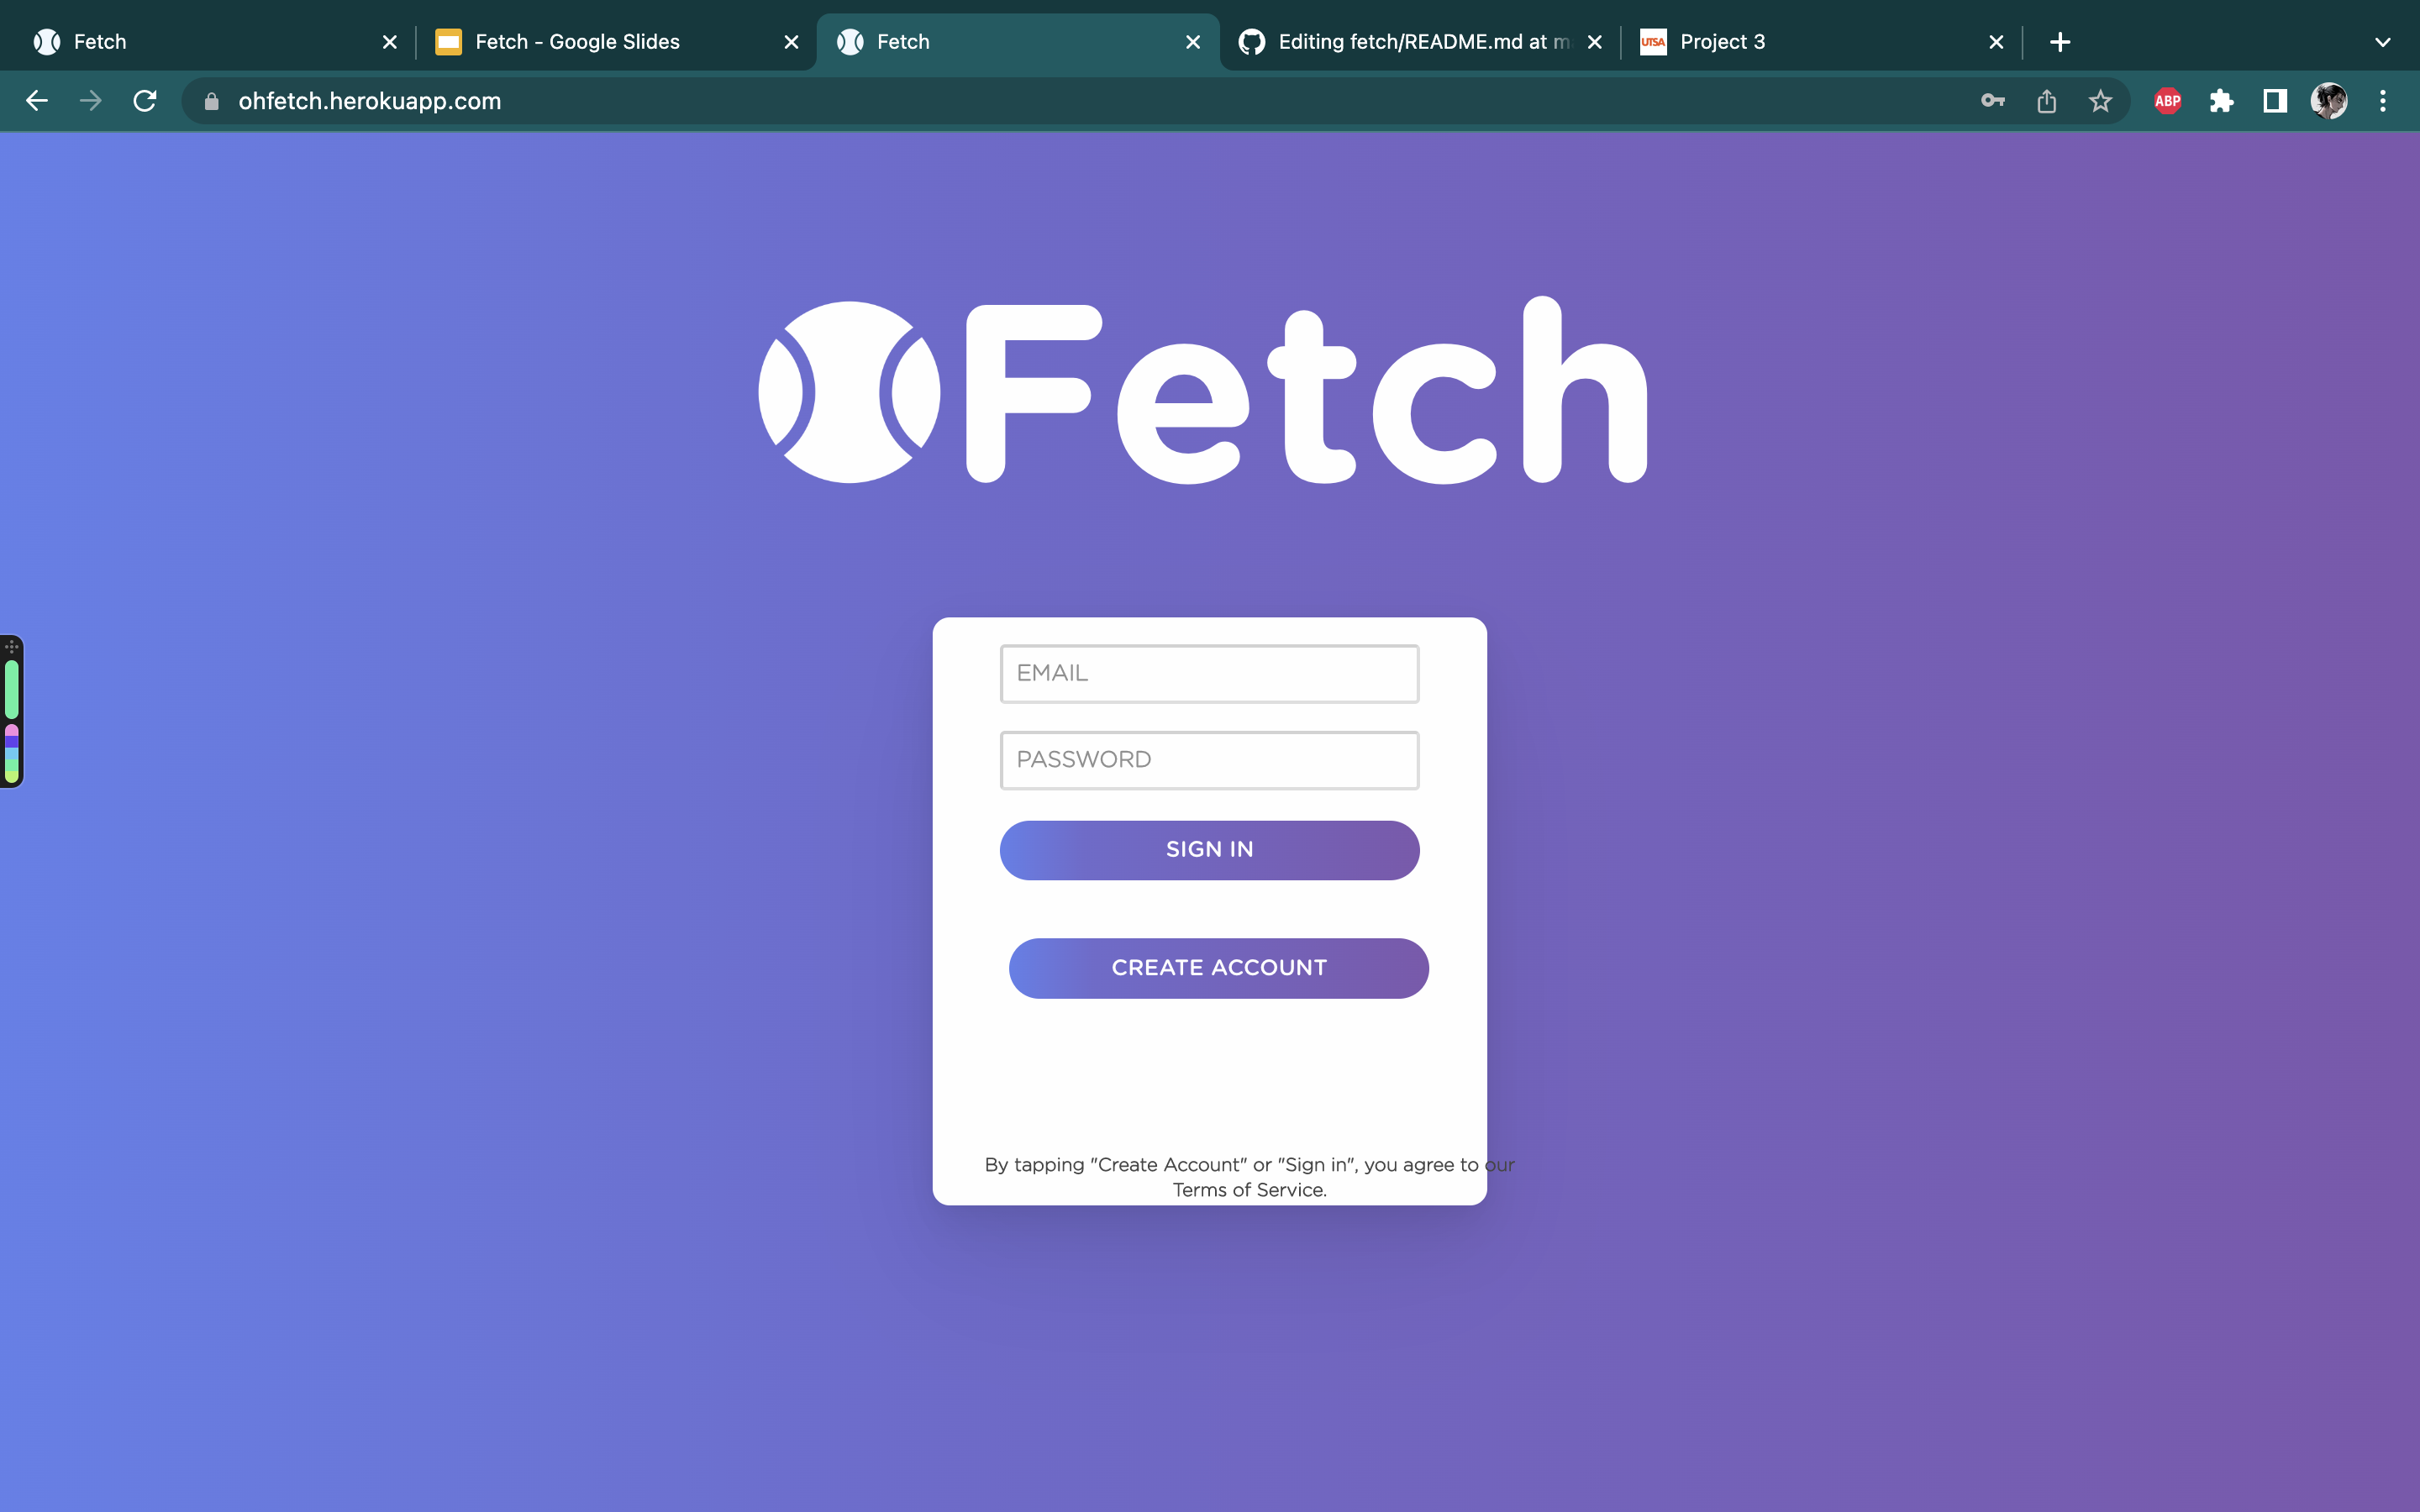 Fetch
Fetch - Google Slides
Fetch
Editing fetch/README.md at m
UTSA
Project 3
ohfetch.herokuapp.com
ABP
Fetch
EMAIL
PASSWORD
SIGN IN
CREATE ACCOUNT
By tapping "Create Account" or "Sign in", you agree to our
Terms of Service.